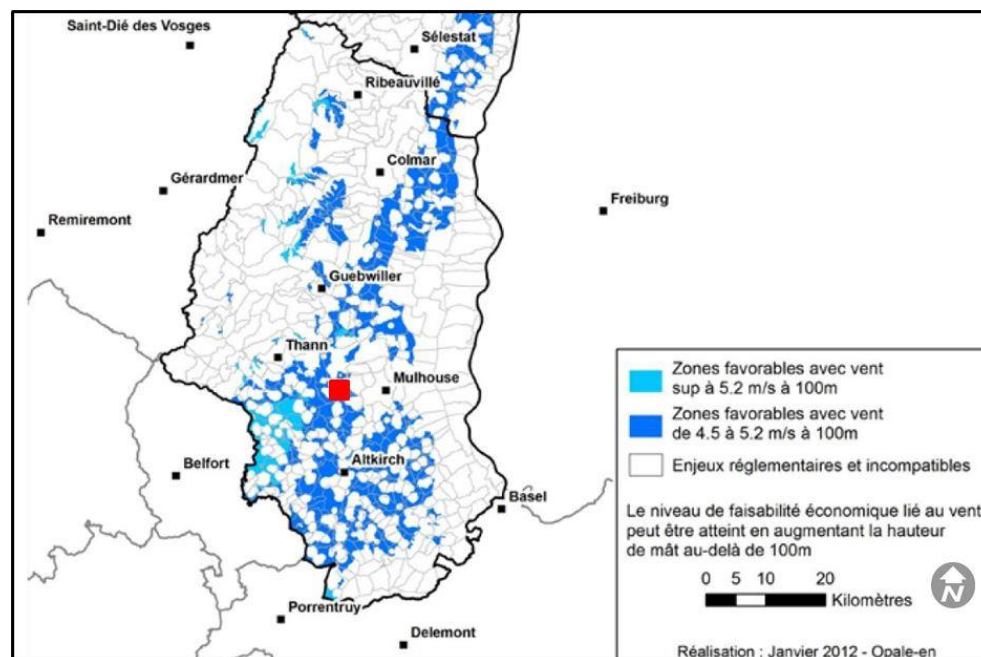 Saint-Dié des Vosges
Sélestat
Ribeauvillé
Colmar
Gérardmer
Freiburg
Remiremont
Guebwiller
Thann
Mulhouse
Belfort
Altkirch
Basel
Porrentruy
Delemont
Zones favorables avec vent
sup à 5.2 m/s à 100m
Zones favorables avec vent
de 4.5 à 5.2 m/s à 100m
Enjeux réglementaires et incompatibles
Le niveau de faisabilité économique lié au vent
peut être atteint en augmentant la hauteur
de mât au-delà de 100m
0 5 10 20
Kilomètres
N
Réalisation : Janvier 2012 - Opale-en